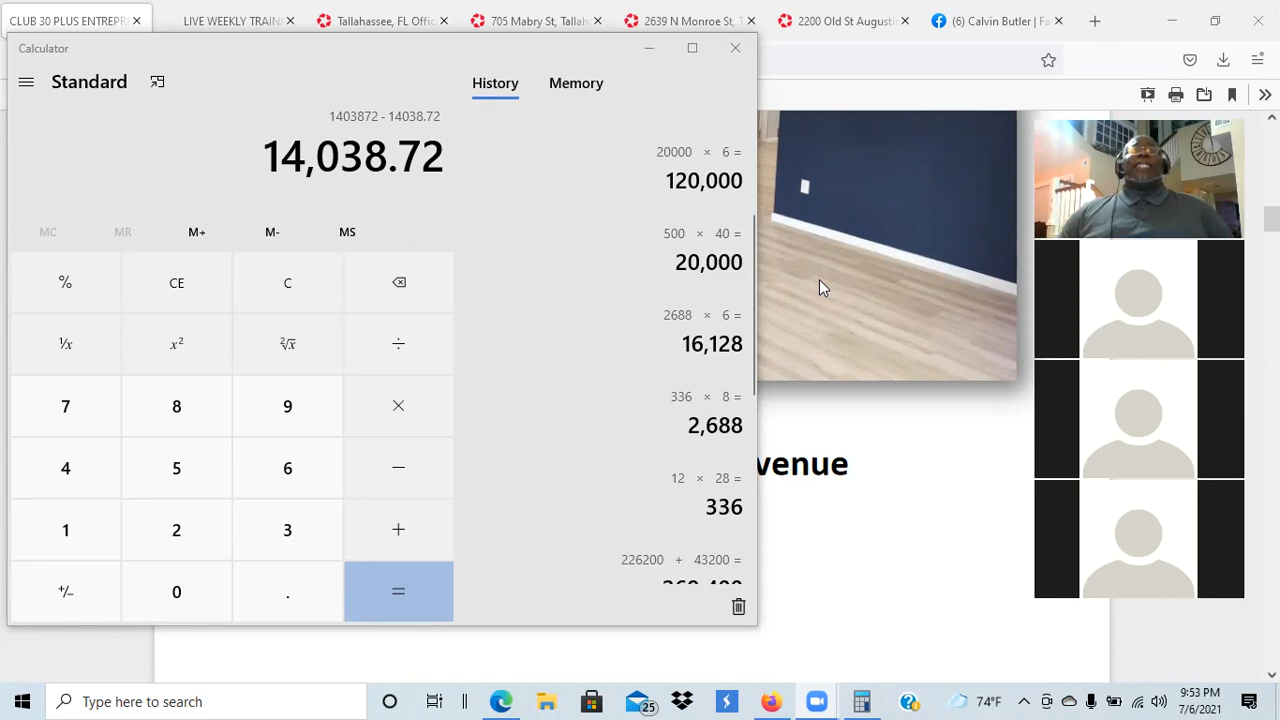 CLUB 30 PLUS ENTREPR
LIVE WEEKLY TRAINI
Tallahassee, FL Offic
705 Mabry St, Tallah
2639 N Monroe St, T
2200 Old St Augusti
(6) Calvin Butler | Fa
Calculator
Standard
History
Memory
1403872 - 14038.72
14,038.72
20000 × 6 =
120,000
500 × 40 =
20,000
2688 × 6 =
16,128
336 × 8 =
2,688
12 × 28 =
336
226200 + 43200 =
269,400
MC MR M+ M- MS
% CE C
⅟x x² ²√x ÷
7 8 9 ×
4 5 6 −
1 2 3 +
+/− 0 . =
venue
Type here to search
25
74°F
9:53 PM
7/6/2021